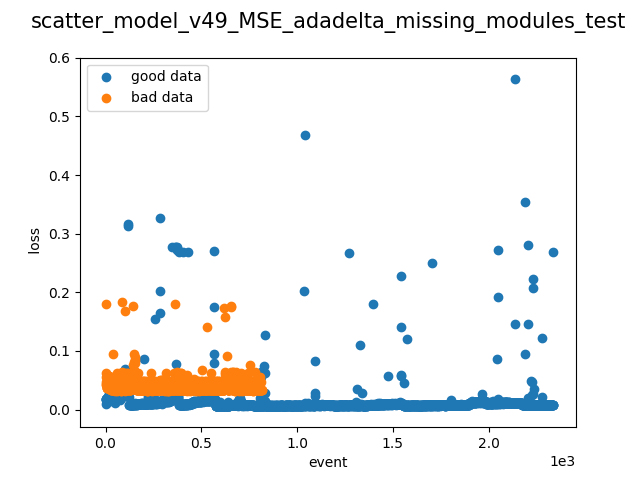 scatter_model_v49_MSE_adadelta_missing_modules_test
good data
bad data
loss
0.6
0.5
0.4
0.3
0.2
0.1
0.0
0.0 0.5 1.0 1.5 2.0
1e3
event